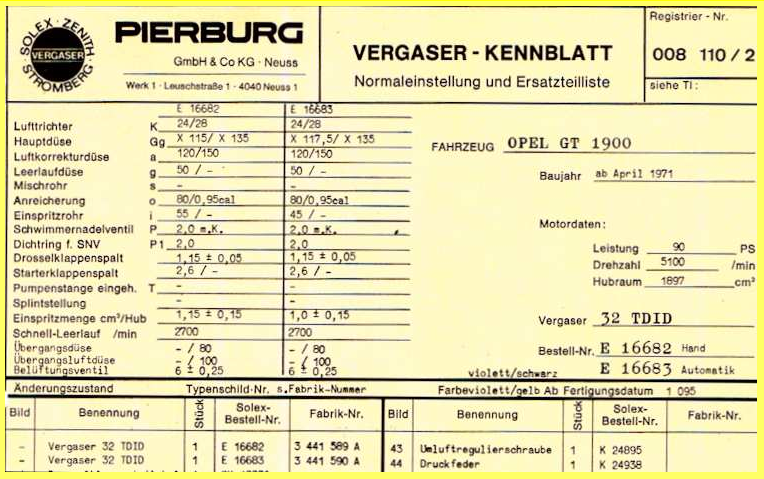 SOLEX · ZENITH
VERGASER
STROMBERG
PIERBURG
GmbH & Co KG · Neuss
Werk 1 · Leuschstraße 1 · 4040 Neuss 1
VERGASER - KENNBLATT
Normaleinstellung und Ersatzteilliste
Registrier - Nr.
008 110/2
siehe TI:
E 16682 E 16683
Lufttrichter K 24/28 24/28
Hauptdüse Gg X 115/ X 135 X 117,5/ X 135
Luftkorrekturdüse a 120/150 120/150
Leerlaufdüse g 50 / - 50 / -
Mischrohr s - -
Anreicherung o 80/0,95cal 80/0,95cal
Einspritzrohr i 55 / - 45 / -
Schwimmernadelventil P 2,0 m.K. 2,0 m.K.
Dichtring f. SNV P1 2,0 2,0
Drosselklappenspalt 1,15 ± 0,05 1,15 ± 0,05
Starterklappenspalt 2,6 / - 2,6 / -
Pumpenstange eingeh. T - -
Splintstellung - -
Einspritzmenge cm³/Hub 1,15 ± 0,15 1,0 ± 0,15
Schnell-Leerlauf /min 2700 2700
Übergangsdüse - / 80 - / 80
Übergangsluftdüse - / 100 - / 100
Belüftungsventil 6 ± 0,25 6 ± 0,25
FAHRZEUG OPEL GT 1900
Baujahr ab April 1971
Motordaten:
Leistung 90 PS
Drehzahl 5100 /min
Hubraum 1897 cm³
Vergaser 32 TDID
Bestell-Nr. E 16682 Hand
violett/schwarz E 16683 Automatik
Änderungszustand Typenschild-Nr. s.Fabrik-Nummer Farbeviolett/gelb Ab Fertigungsdatum 1 095
Bild Benennung Stück Solex-Bestell-Nr. Fabrik-Nr. Bild Benennung Stück Solex-Bestell-Nr. Fabrik-Nr.
- Vergaser 32 TDID 1 E 16682 3 441 589 A 43 Umluftregulierschraube 1 K 24895
- Vergaser 32 TDID 1 E 16683 3 441 590 A 44 Druckfeder 1 K 24938